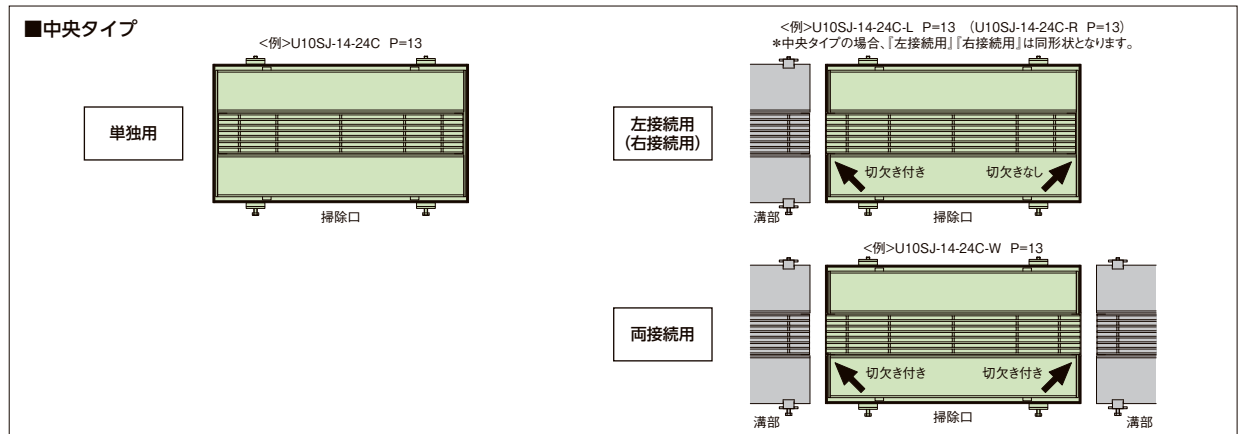 ■中央タイプ
<例>U10SJ-14-24C P=13
単独用
掃除口
<例>U10SJ-14-24C-L P=13 (U10SJ-14-24C-R P=13)
*中央タイプの場合、『左接続用』『右接続用』は同形状となります。
左接続用
(右接続用)
切欠き付き 切欠きなし
溝部 掃除口
<例>U10SJ-14-24C-W P=13
両接続用
切欠き付き 切欠き付き
溝部 掃除口 溝部